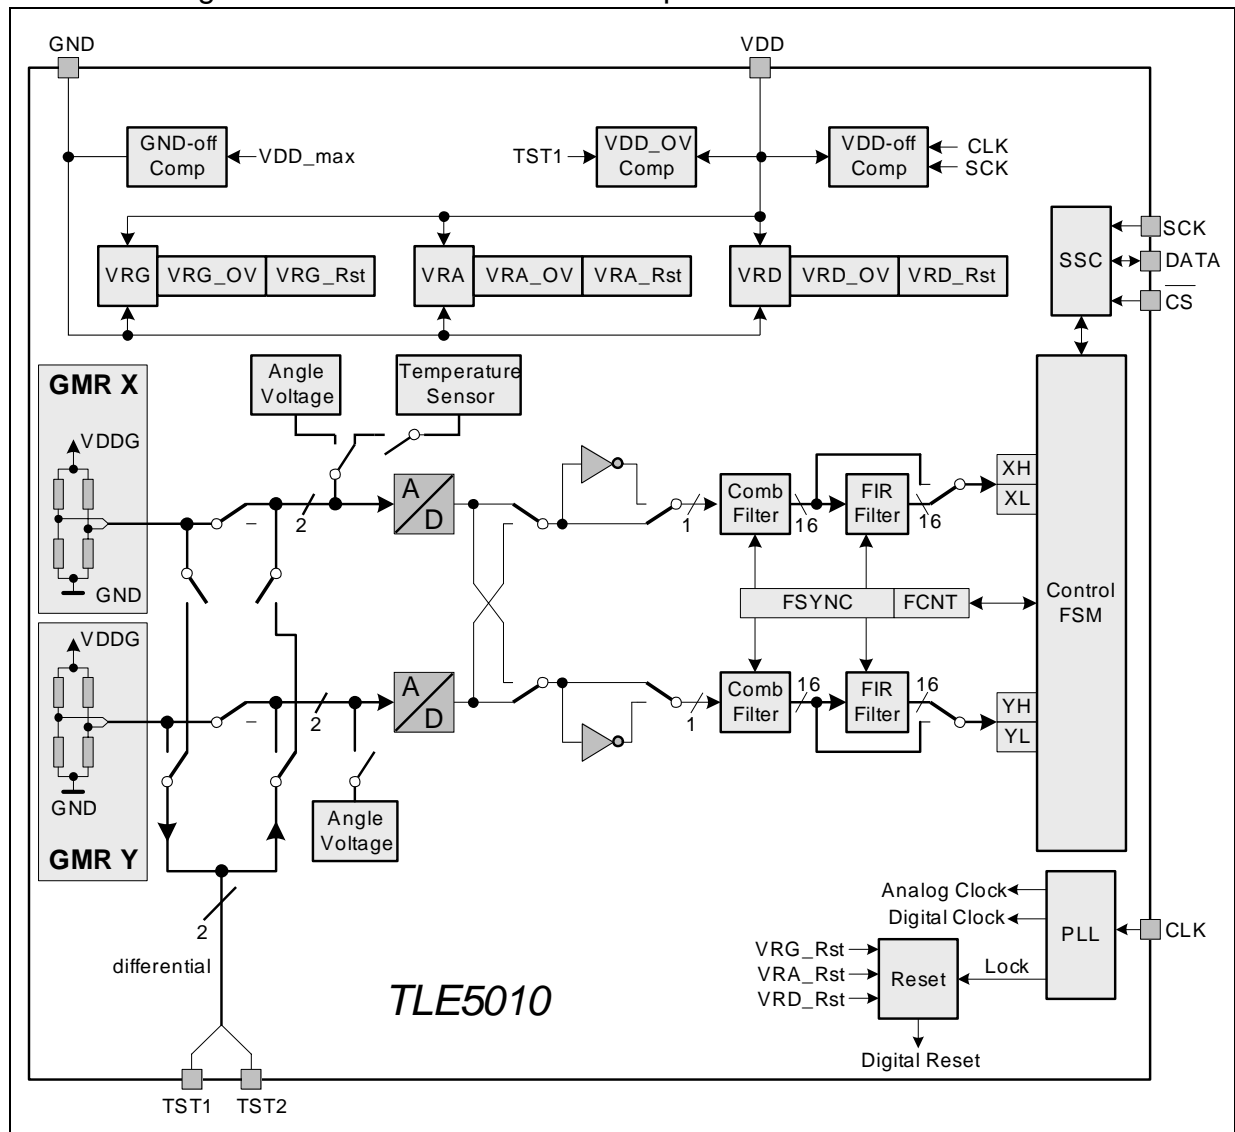 GND
VDD
GND-off
Comp
VDD_max
TST1
VDD_OV
Comp
VDD-off
Comp
CLK
SCK
VRG
VRG_OV
VRG_Rst
VRA
VRA_OV
VRA_Rst
VRD
VRD_OV
VRD_Rst
SSC
SCK
DATA
CS
GMR X
VDDG
GND
Angle
Voltage
Temperature
Sensor
2
A
D
1
Comb
Filter
16
FIR
Filter
16
XH
XL
FSYNC
FCNT
Control
FSM
VDDG
GND
GMR Y
2
A
D
Angle
Voltage
1
Comb
Filter
16
FIR
Filter
16
YH
YL
2
differential
TLE5010
TST1
TST2
Analog Clock
Digital Clock
PLL
CLK
Lock
VRG_Rst
VRA_Rst
VRD_Rst
Reset
Digital Reset